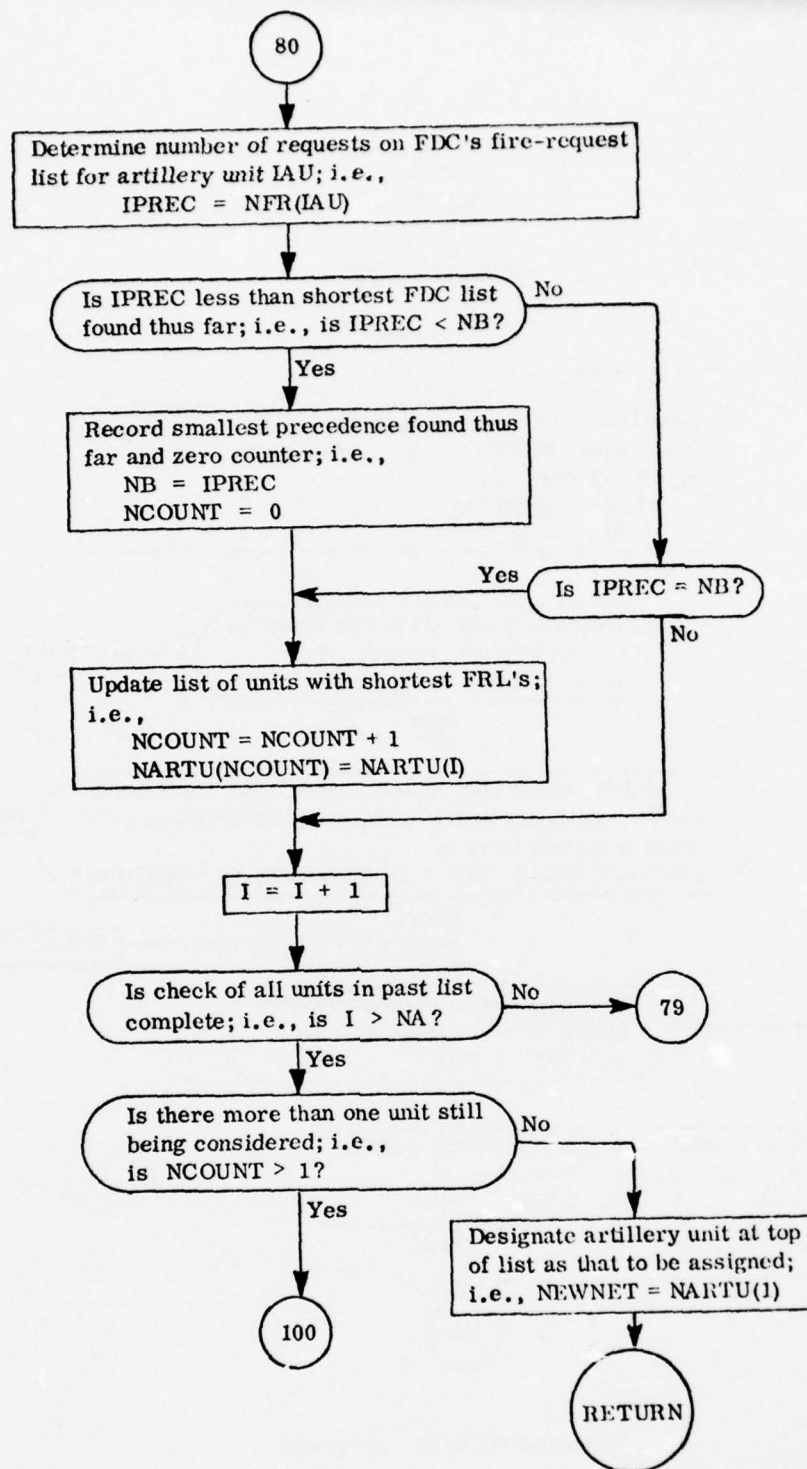 80
Determine number of requests on FDC's fire-request
list for artillery unit IAU; i.e.,
IPREC = NFR(IAU)
Is IPREC less than shortest FDC list
found thus far; i.e., is IPREC < NB?
No
Yes
Record smallest precedence found thus
far and zero counter; i.e.,
NB = IPREC
NCOUNT = 0
Yes
Is IPREC = NB?
No
Update list of units with shortest FRL's;
i.e.,
NCOUNT = NCOUNT + 1
NARTU(NCOUNT) = NARTU(I)
I = I + 1
Is check of all units in past list
complete; i.e., is I > NA?
No
79
Yes
Is there more than one unit still
being considered; i.e.,
is NCOUNT > 1?
No
Yes
Designate artillery unit at top
of list as that to be assigned;
i.e., NEWNET = NARTU(1)
100
RETURN